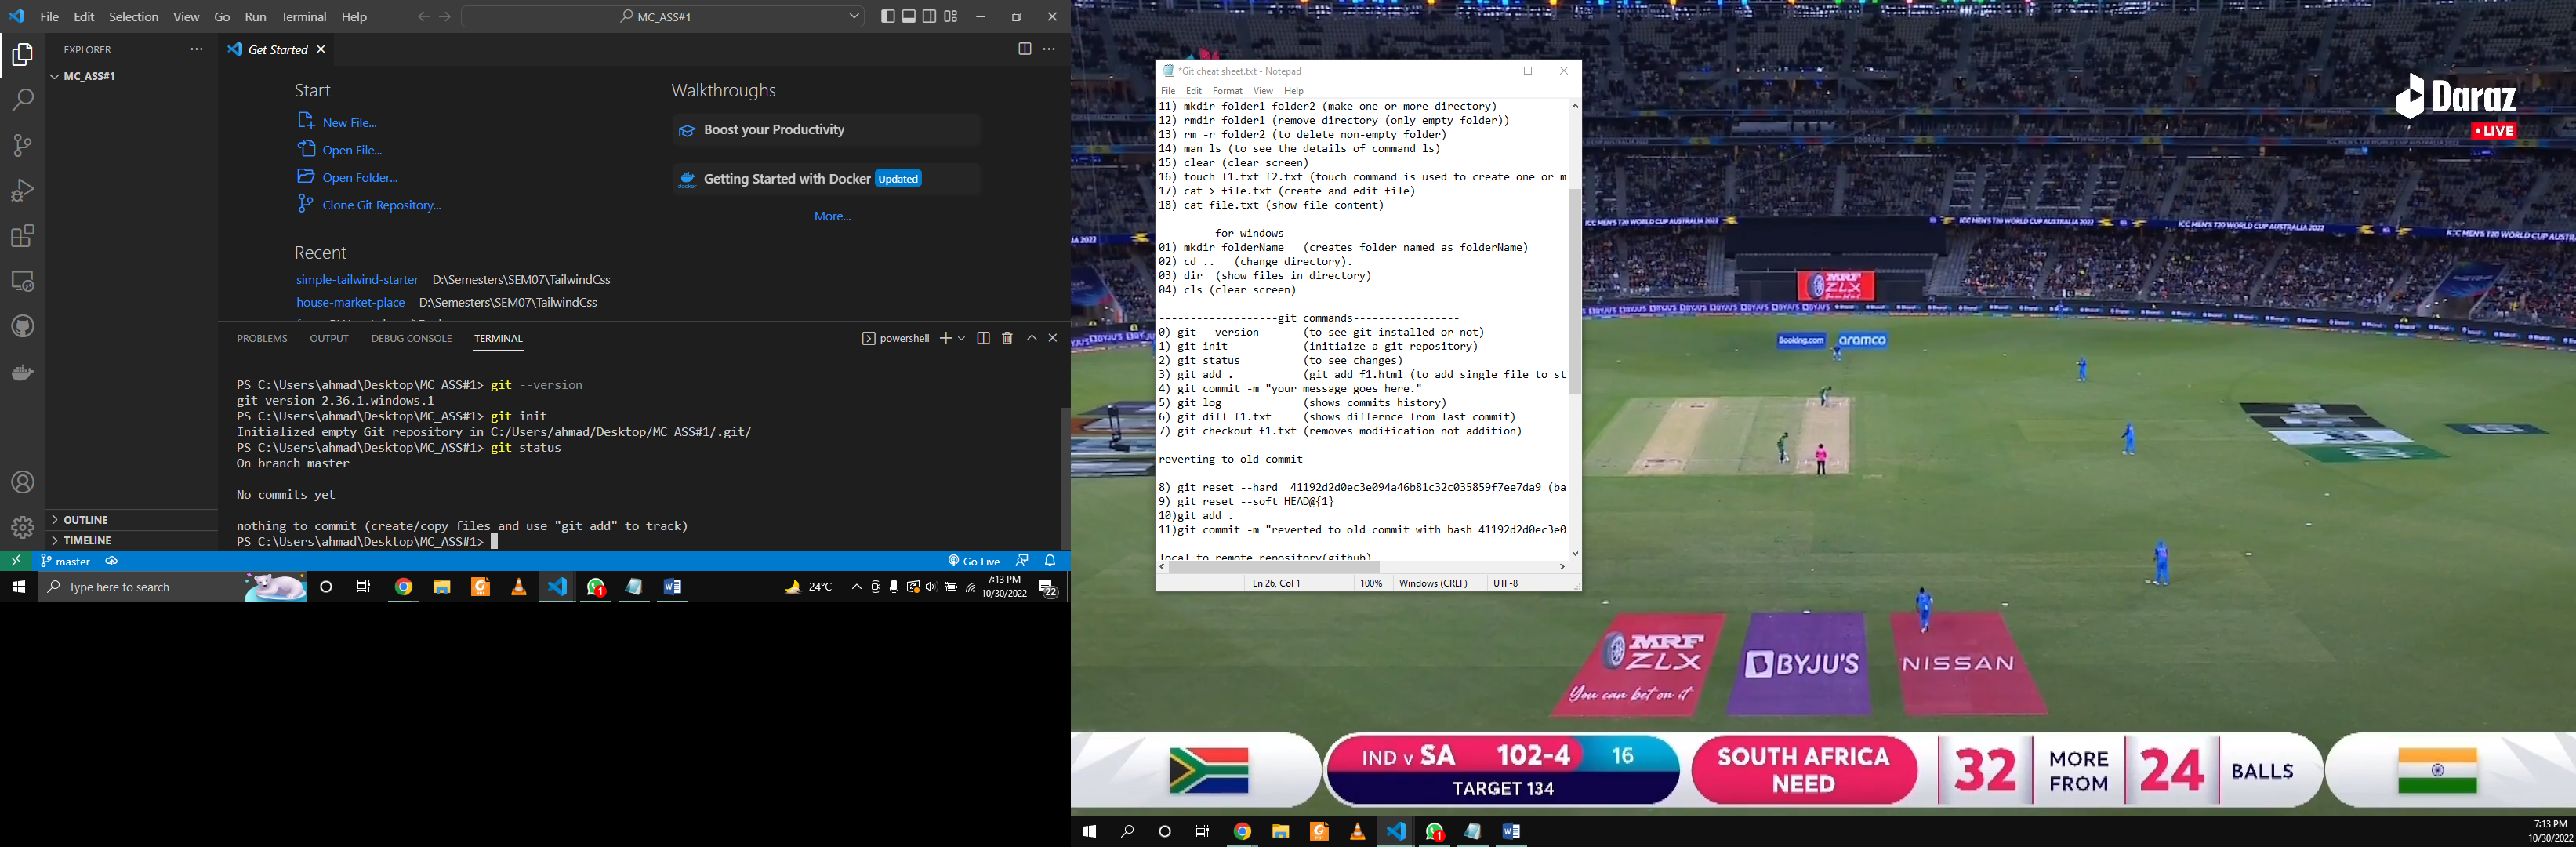 File Edit Selection View Go Run Terminal Help
MC_ASS#1
EXPLORER
MC_ASS#1
Get Started
Start
New File...
Open File...
Open Folder...
Clone Git Repository...
Recent
simple-tailwind-starter D:\Semesters\SEM07\TailwindCss
house-market-place D:\Semesters\SEM07\TailwindCss
Walkthroughs
Boost your Productivity
Getting Started with Docker Updated
More...
PROBLEMS OUTPUT DEBUG CONSOLE TERMINAL
powershell
PS C:\Users\ahmad\Desktop\MC_ASS#1> git --version
git version 2.36.1.windows.1
PS C:\Users\ahmad\Desktop\MC_ASS#1> git init
Initialized empty Git repository in C:/Users/ahmad/Desktop/MC_ASS#1/.git/
PS C:\Users\ahmad\Desktop\MC_ASS#1> git status
On branch master
No commits yet
nothing to commit (create/copy files and use "git add" to track)
PS C:\Users\ahmad\Desktop\MC_ASS#1>
OUTLINE
TIMELINE
master
Go Live
Type here to search
24°C
7:13 PM
10/30/2022
22
*Git cheat sheet.txt - Notepad
File Edit Format View Help
11) mkdir folder1 folder2 (make one or more directory)
12) rmdir folder1 (remove directory (only empty folder))
13) rm -r folder2 (to delete non-empty folder)
14) man ls (to see the details of command ls)
15) clear (clear screen)
16) touch f1.txt f2.txt (touch command is used to create one or m
17) cat > file.txt (create and edit file)
18) cat file.txt (show file content)
---------for windows-------
01) mkdir folderName (creates folder named as folderName)
02) cd .. (change directory).
03) dir (show files in directory)
04) cls (clear screen)
------------------git commands----------------
0) git --version (to see git installed or not)
1) git init (initiaize a git repository)
2) git status (to see changes)
3) git add . (git add f1.html (to add single file to st
4) git commit -m "your message goes here."
5) git log (shows commits history)
6) git diff f1.txt (shows differnce from last commit)
7) git checkout f1.txt (removes modification not addition)
reverting to old commit
8) git reset --hard 41192d2d0ec3e094a46b81c32c035859f7ee7da9 (ba
9) git reset --soft HEAD@{1}
10)git add .
11)git commit -m "reverted to old commit with bash 41192d2d0ec3e0
local to remote repository(github)
Ln 26, Col 1 100% Windows (CRLF) UTF-8
Daraz
LIVE
ICC MEN'S T20 WORLD CUP AUSTRALIA 2022
ICC MEN'S T20 WORLD CUP AUSTRALIA 2022
ICC MEN'S T20 WORLD CUP AUSTRALIA 2022
MRF
ZLX
Booking.com
aramco
MRF
ZLX
You can bet on it
BYJU'S
NISSAN
IND v SA 102-4 16
TARGET 134
SOUTH AFRICA
NEED
32 MORE
FROM 24 BALLS
7:13 PM
10/30/2022